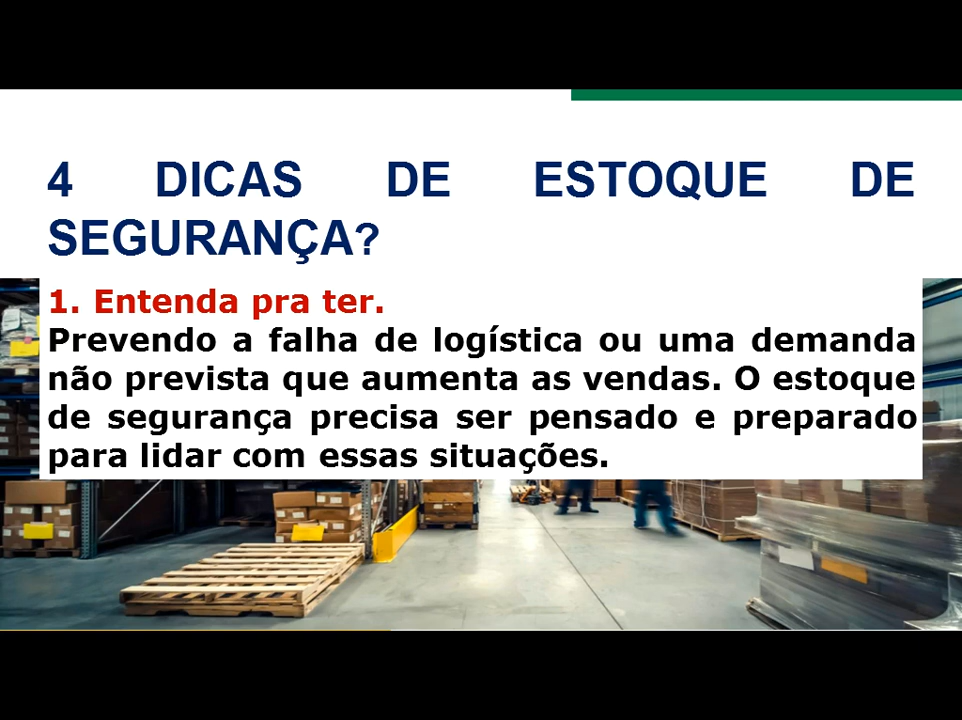 4 DICAS DE ESTOQUE DE
SEGURANÇA?
1. Entenda pra ter.
Prevendo a falha de logística ou uma demanda
não prevista que aumenta as vendas. O estoque
de segurança precisa ser pensado e preparado
para lidar com essas situações.